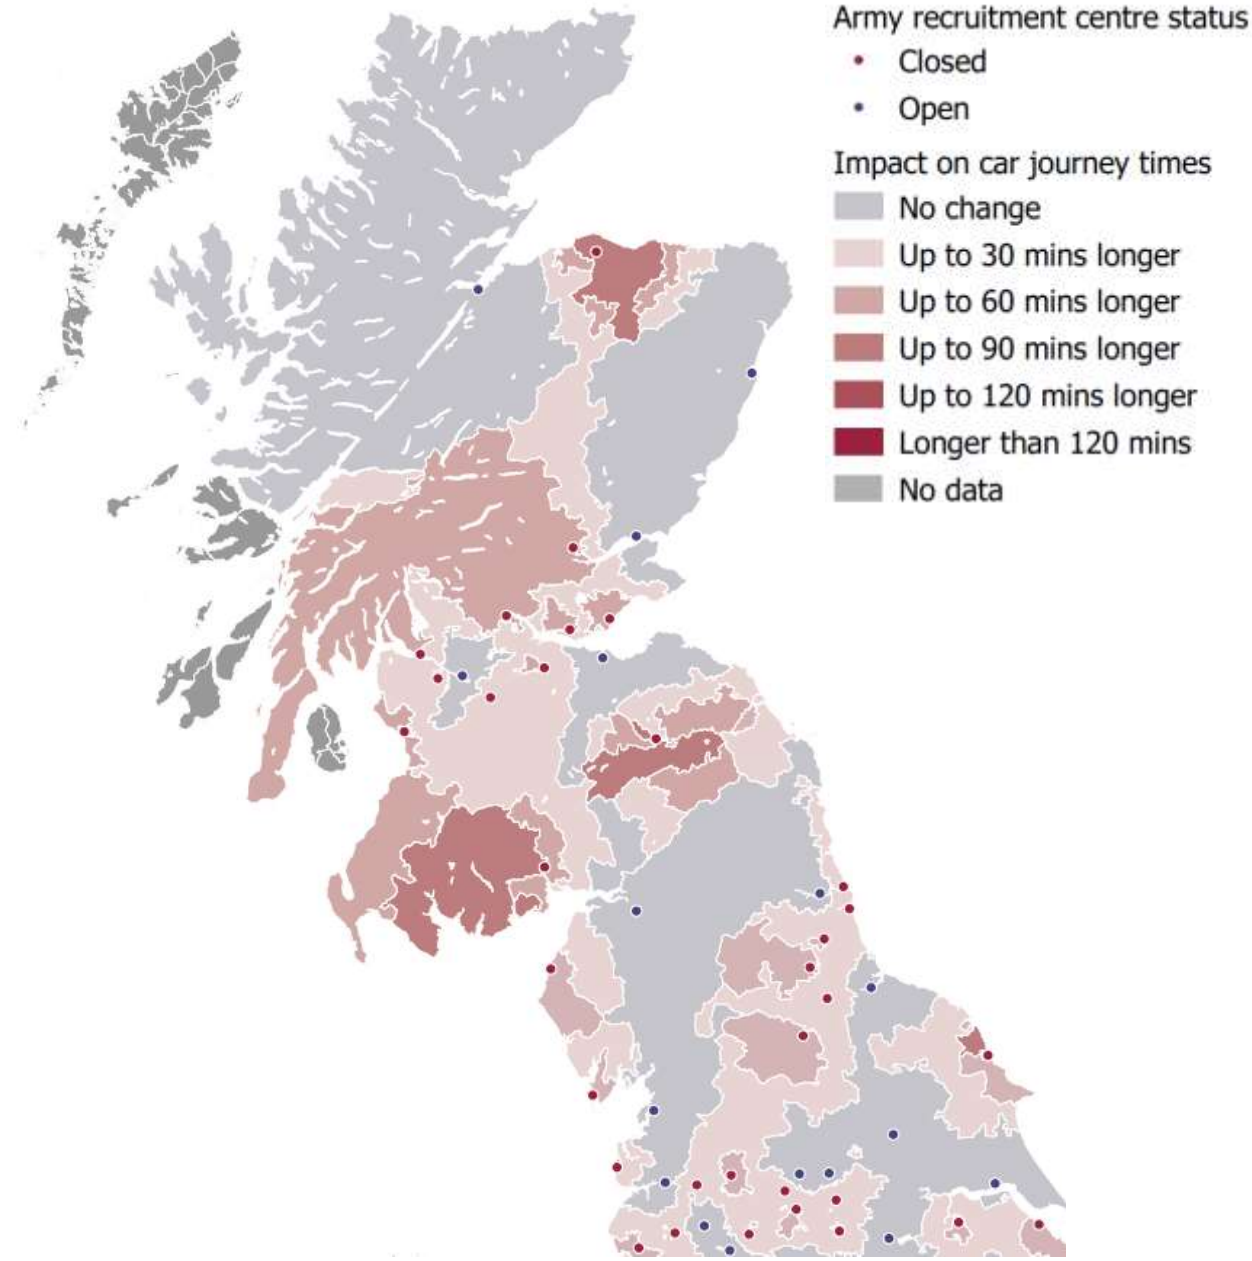 Army recruitment centre status
Closed
Open
Impact on car journey times
No change
Up to 30 mins longer
Up to 60 mins longer
Up to 90 mins longer
Up to 120 mins longer
Longer than 120 mins
No data